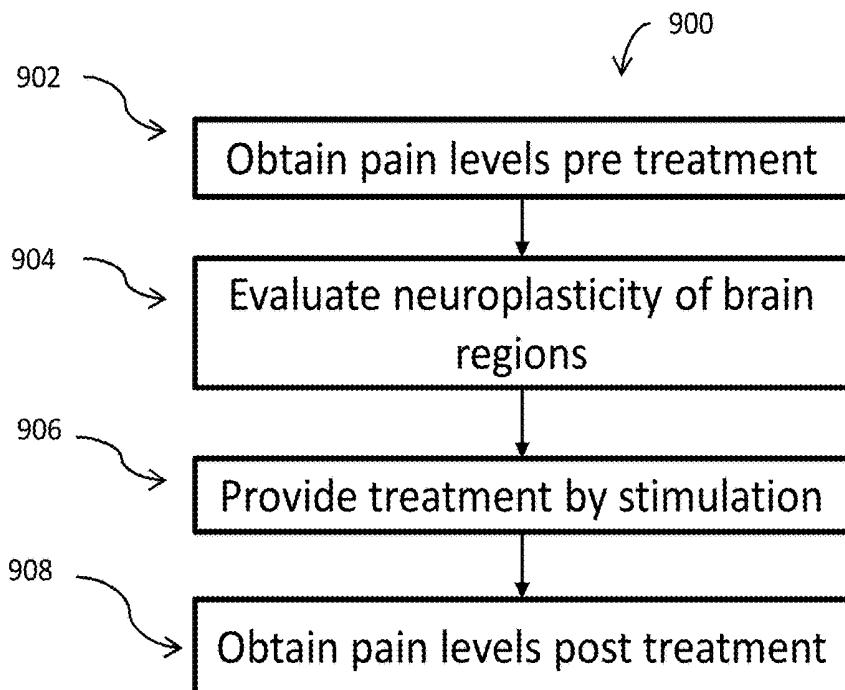 900
902
Obtain pain levels pre treatment
904
Evaluate neuroplasticity of brain
regions
906
Provide treatment by stimulation
908
Obtain pain levels post treatment